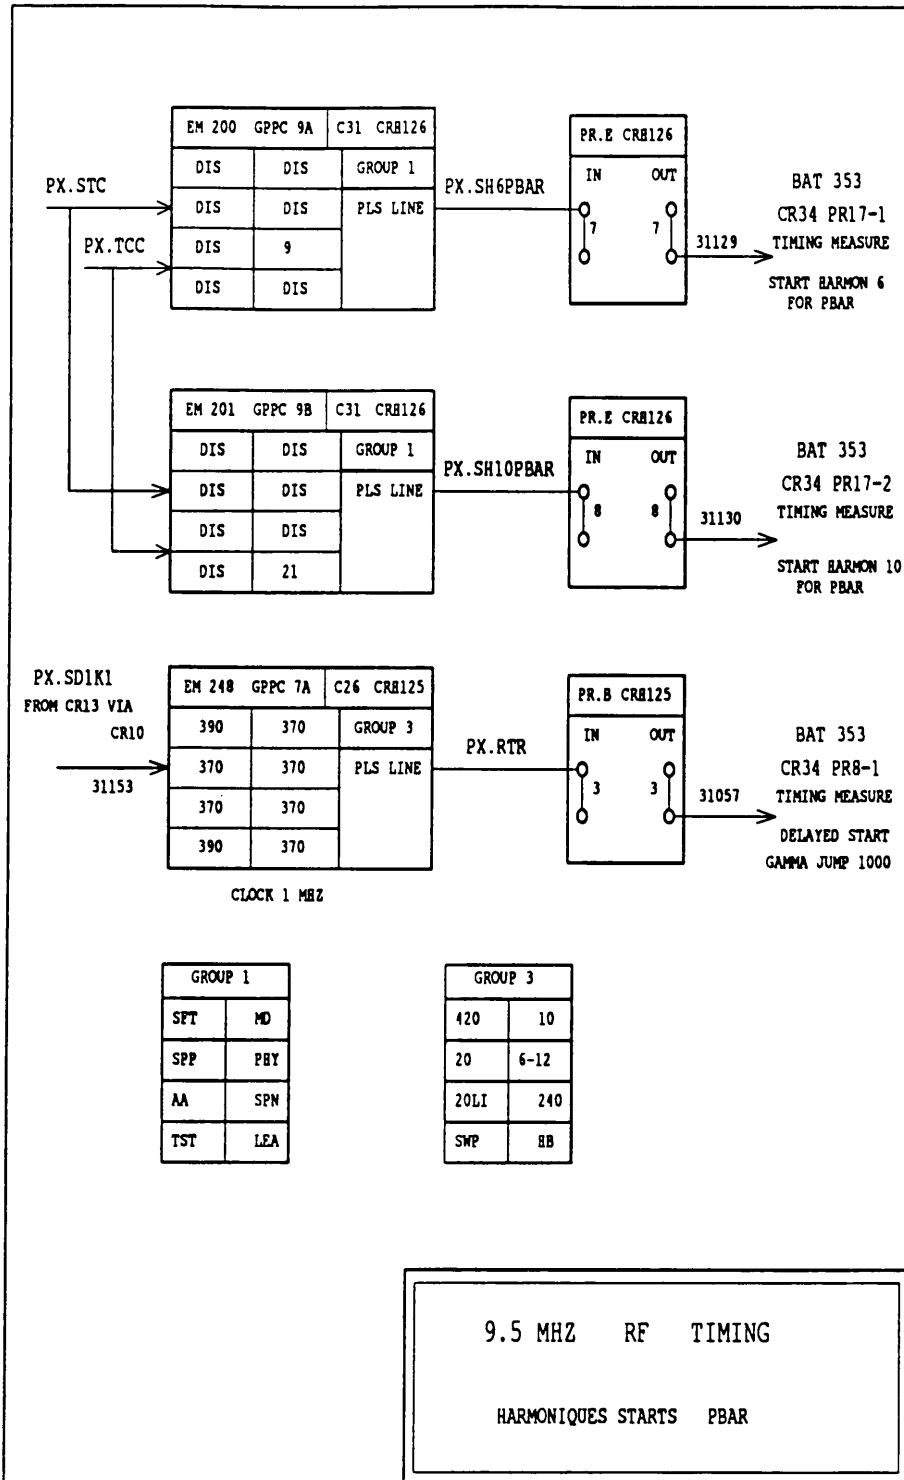 EM 200 GPPC 9A C31 CRH126
DIS DIS GROUP 1
DIS DIS PLS LINE
DIS 9
DIS DIS
PX.STC
PX.TCC
PX.SH6PBAR
PR.E CRH126
IN OUT
7 7
31129
BAT 353
CR34 PR17-1
TIMING MEASURE
START HARMON 6
FOR PBAR
EM 201 GPPC 9B C31 CRH126
DIS DIS GROUP 1
DIS DIS PLS LINE
DIS DIS
DIS 21
PX.SH10PBAR
PR.E CRH126
IN OUT
8 8
31130
BAT 353
CR34 PR17-2
TIMING MEASURE
START HARMON 10
FOR PBAR
PX.SD1K1
FROM CR13 VIA
CR10
31153
EM 248 GPPC 7A C26 CRH125
390 370 GROUP 3
370 370 PLS LINE
370 370
390 370
CLOCK 1 MHZ
PX.RTR
PR.B CRH125
IN OUT
3 3
31057
BAT 353
CR34 PR8-1
TIMING MEASURE
DELAYED START
GAMMA JUMP 1000
GROUP 1
SFT MD
SPP PHY
AA SPN
TST LEA
GROUP 3
420 10
20 6-12
20LI 240
SWP HB
9.5 MHZ RF TIMING
HARMONIQUES STARTS PBAR